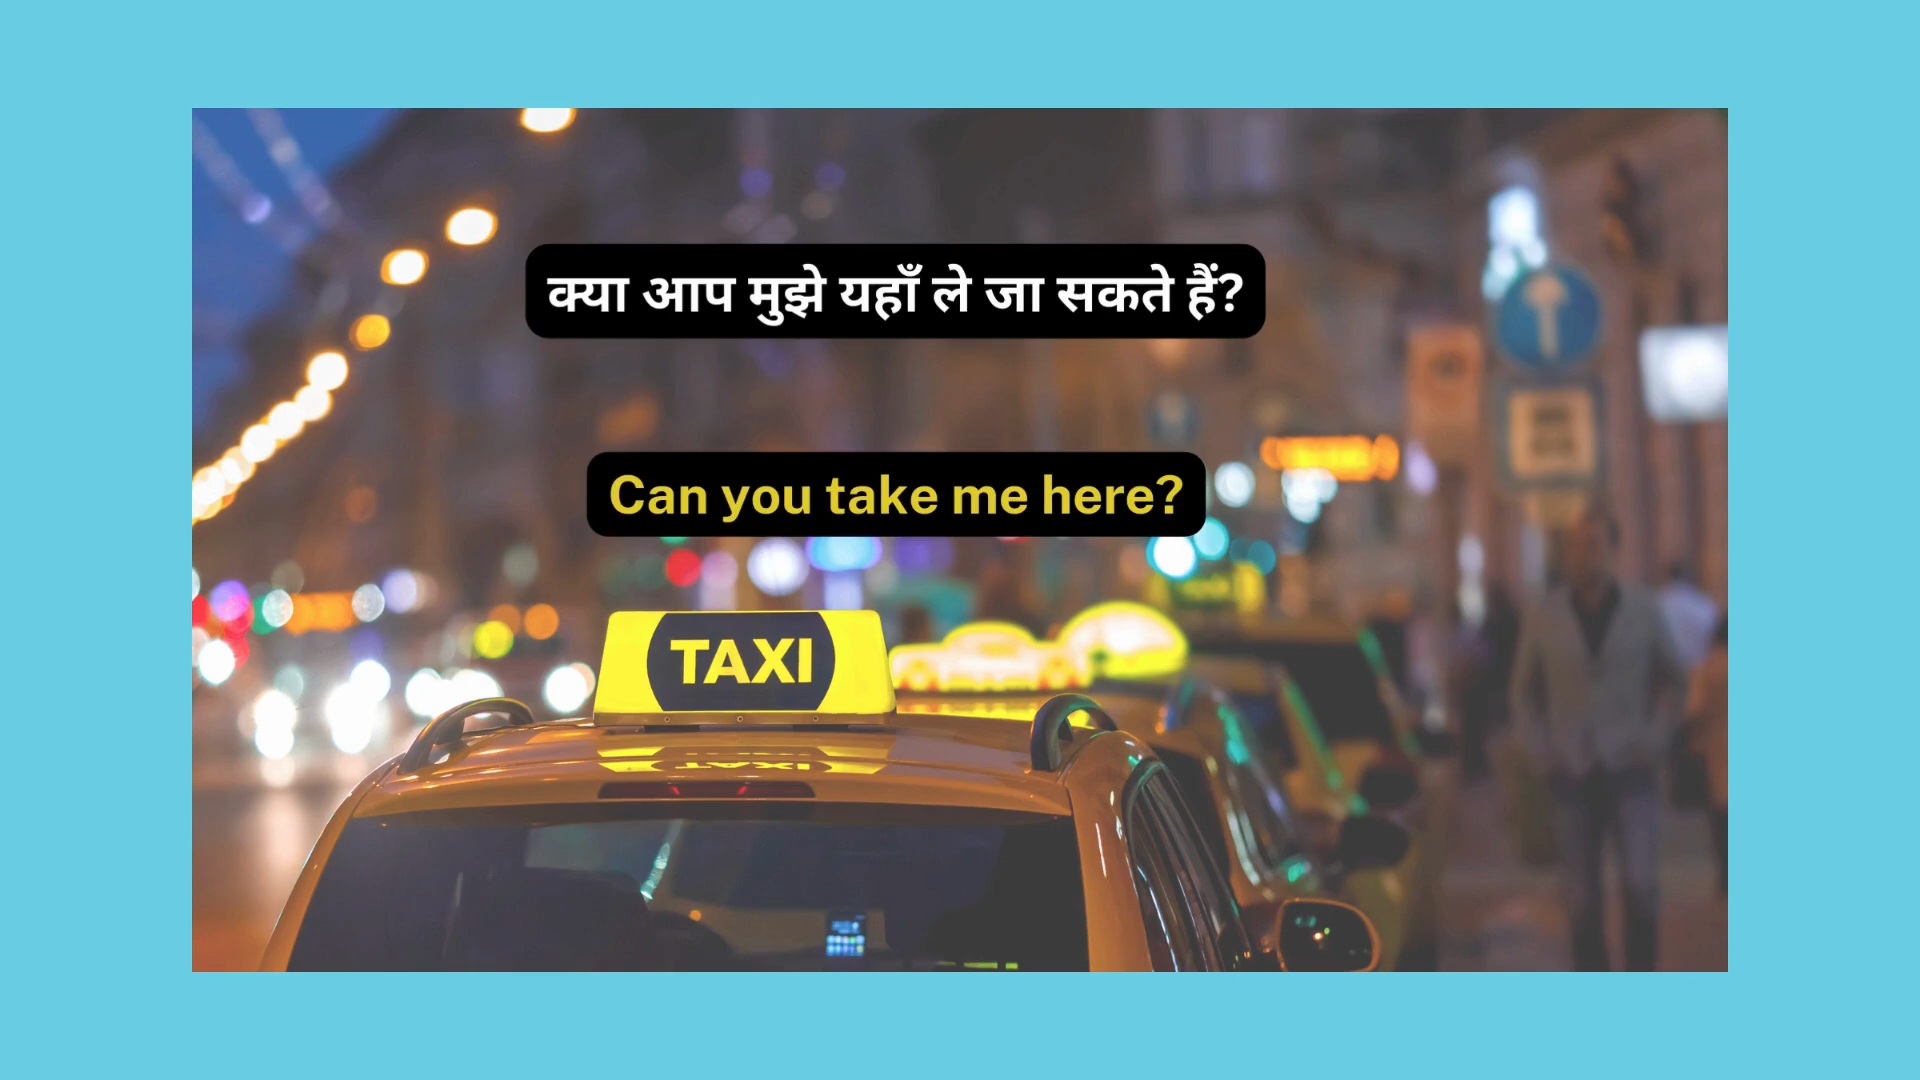 क्या आप मुझे यहाँ ले जा सकते हैं?
Can you take me here?
TAXI